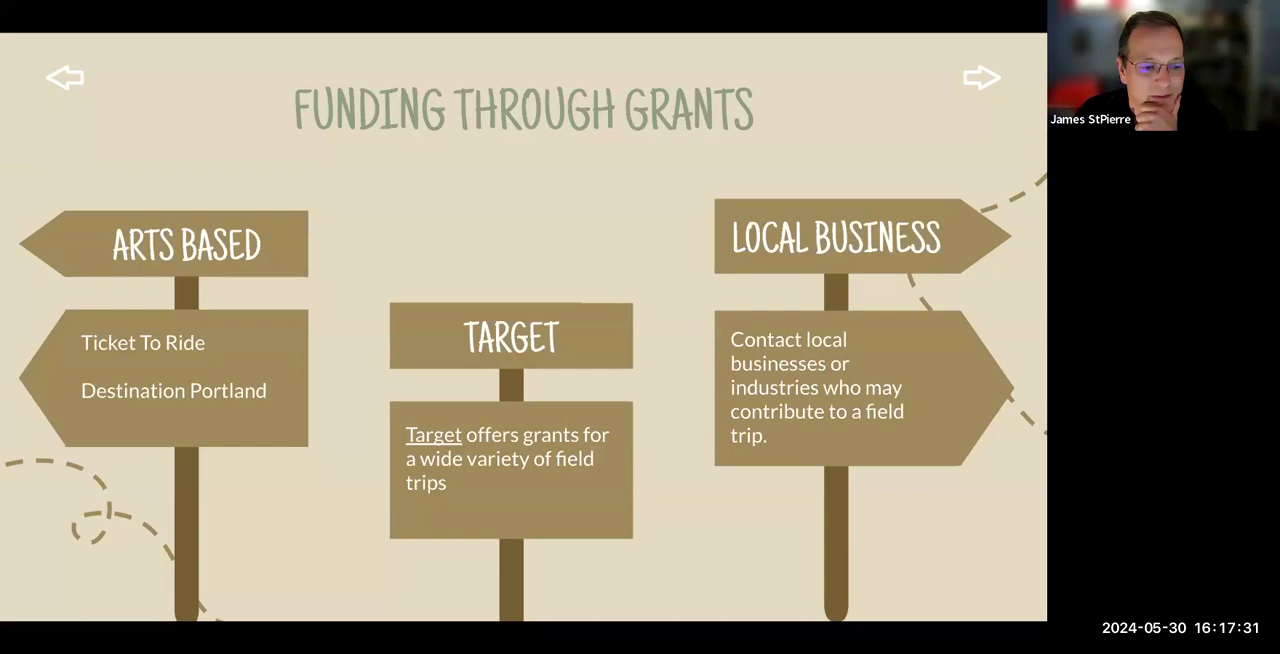 FUNDING THROUGH GRANTS
ARTS BASED
Ticket To Ride
Destination Portland
TARGET
Target offers grants for
a wide variety of field
trips
LOCAL BUSINESS
Contact local
businesses or
industries who may
contribute to a field
trip.
James StPierre
2024-05-30 16:17:31